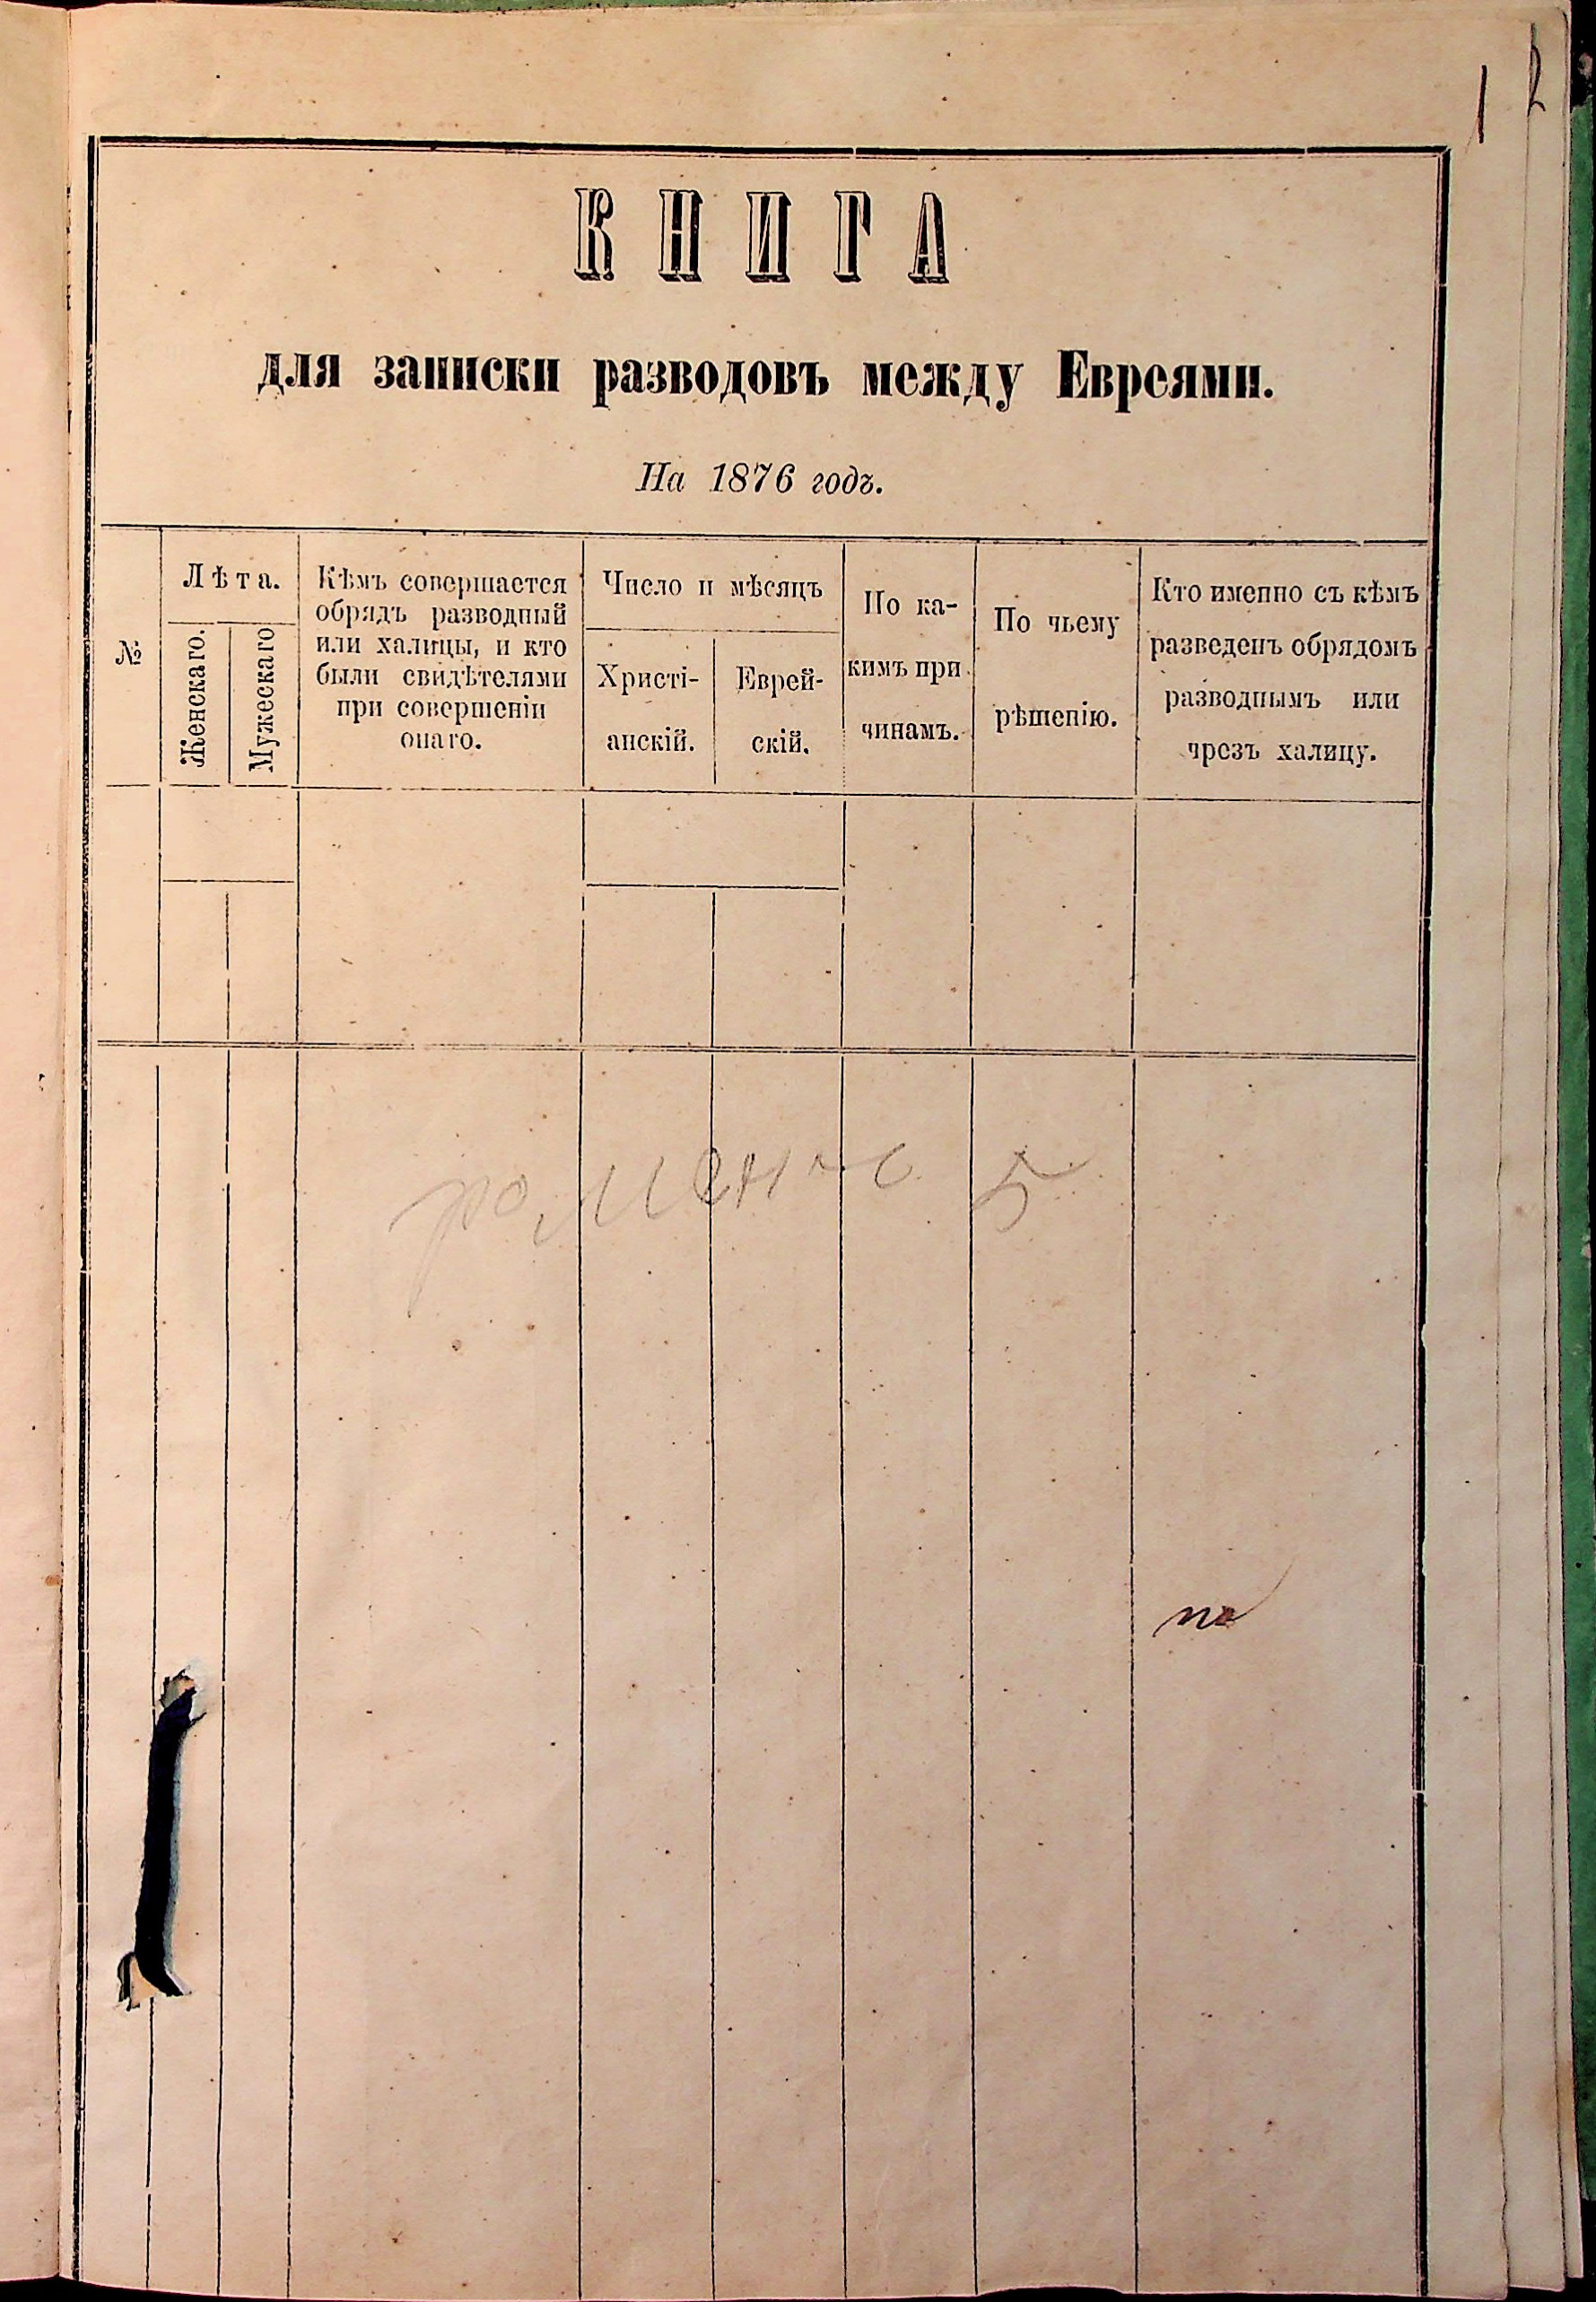 1 2
КНИГА
для записки разводовъ между Евреями.
На 1876 годъ.
№
Лѣта.
Женскаго.
Мужескаго
Кѣмъ совершается
обрядъ разводный
или халицы, и кто
были свидѣтелями
при совершеніи
онаго.
Число и мѣсяцъ
Христі-
анскій.
Еврей-
скій.
По ка-
кимъ при
чинамъ.
По чьему
рѣшенію.
Кто именно съ кѣмъ
разведенъ обрядомъ
разводнымъ или
чрезъ халицу.
по